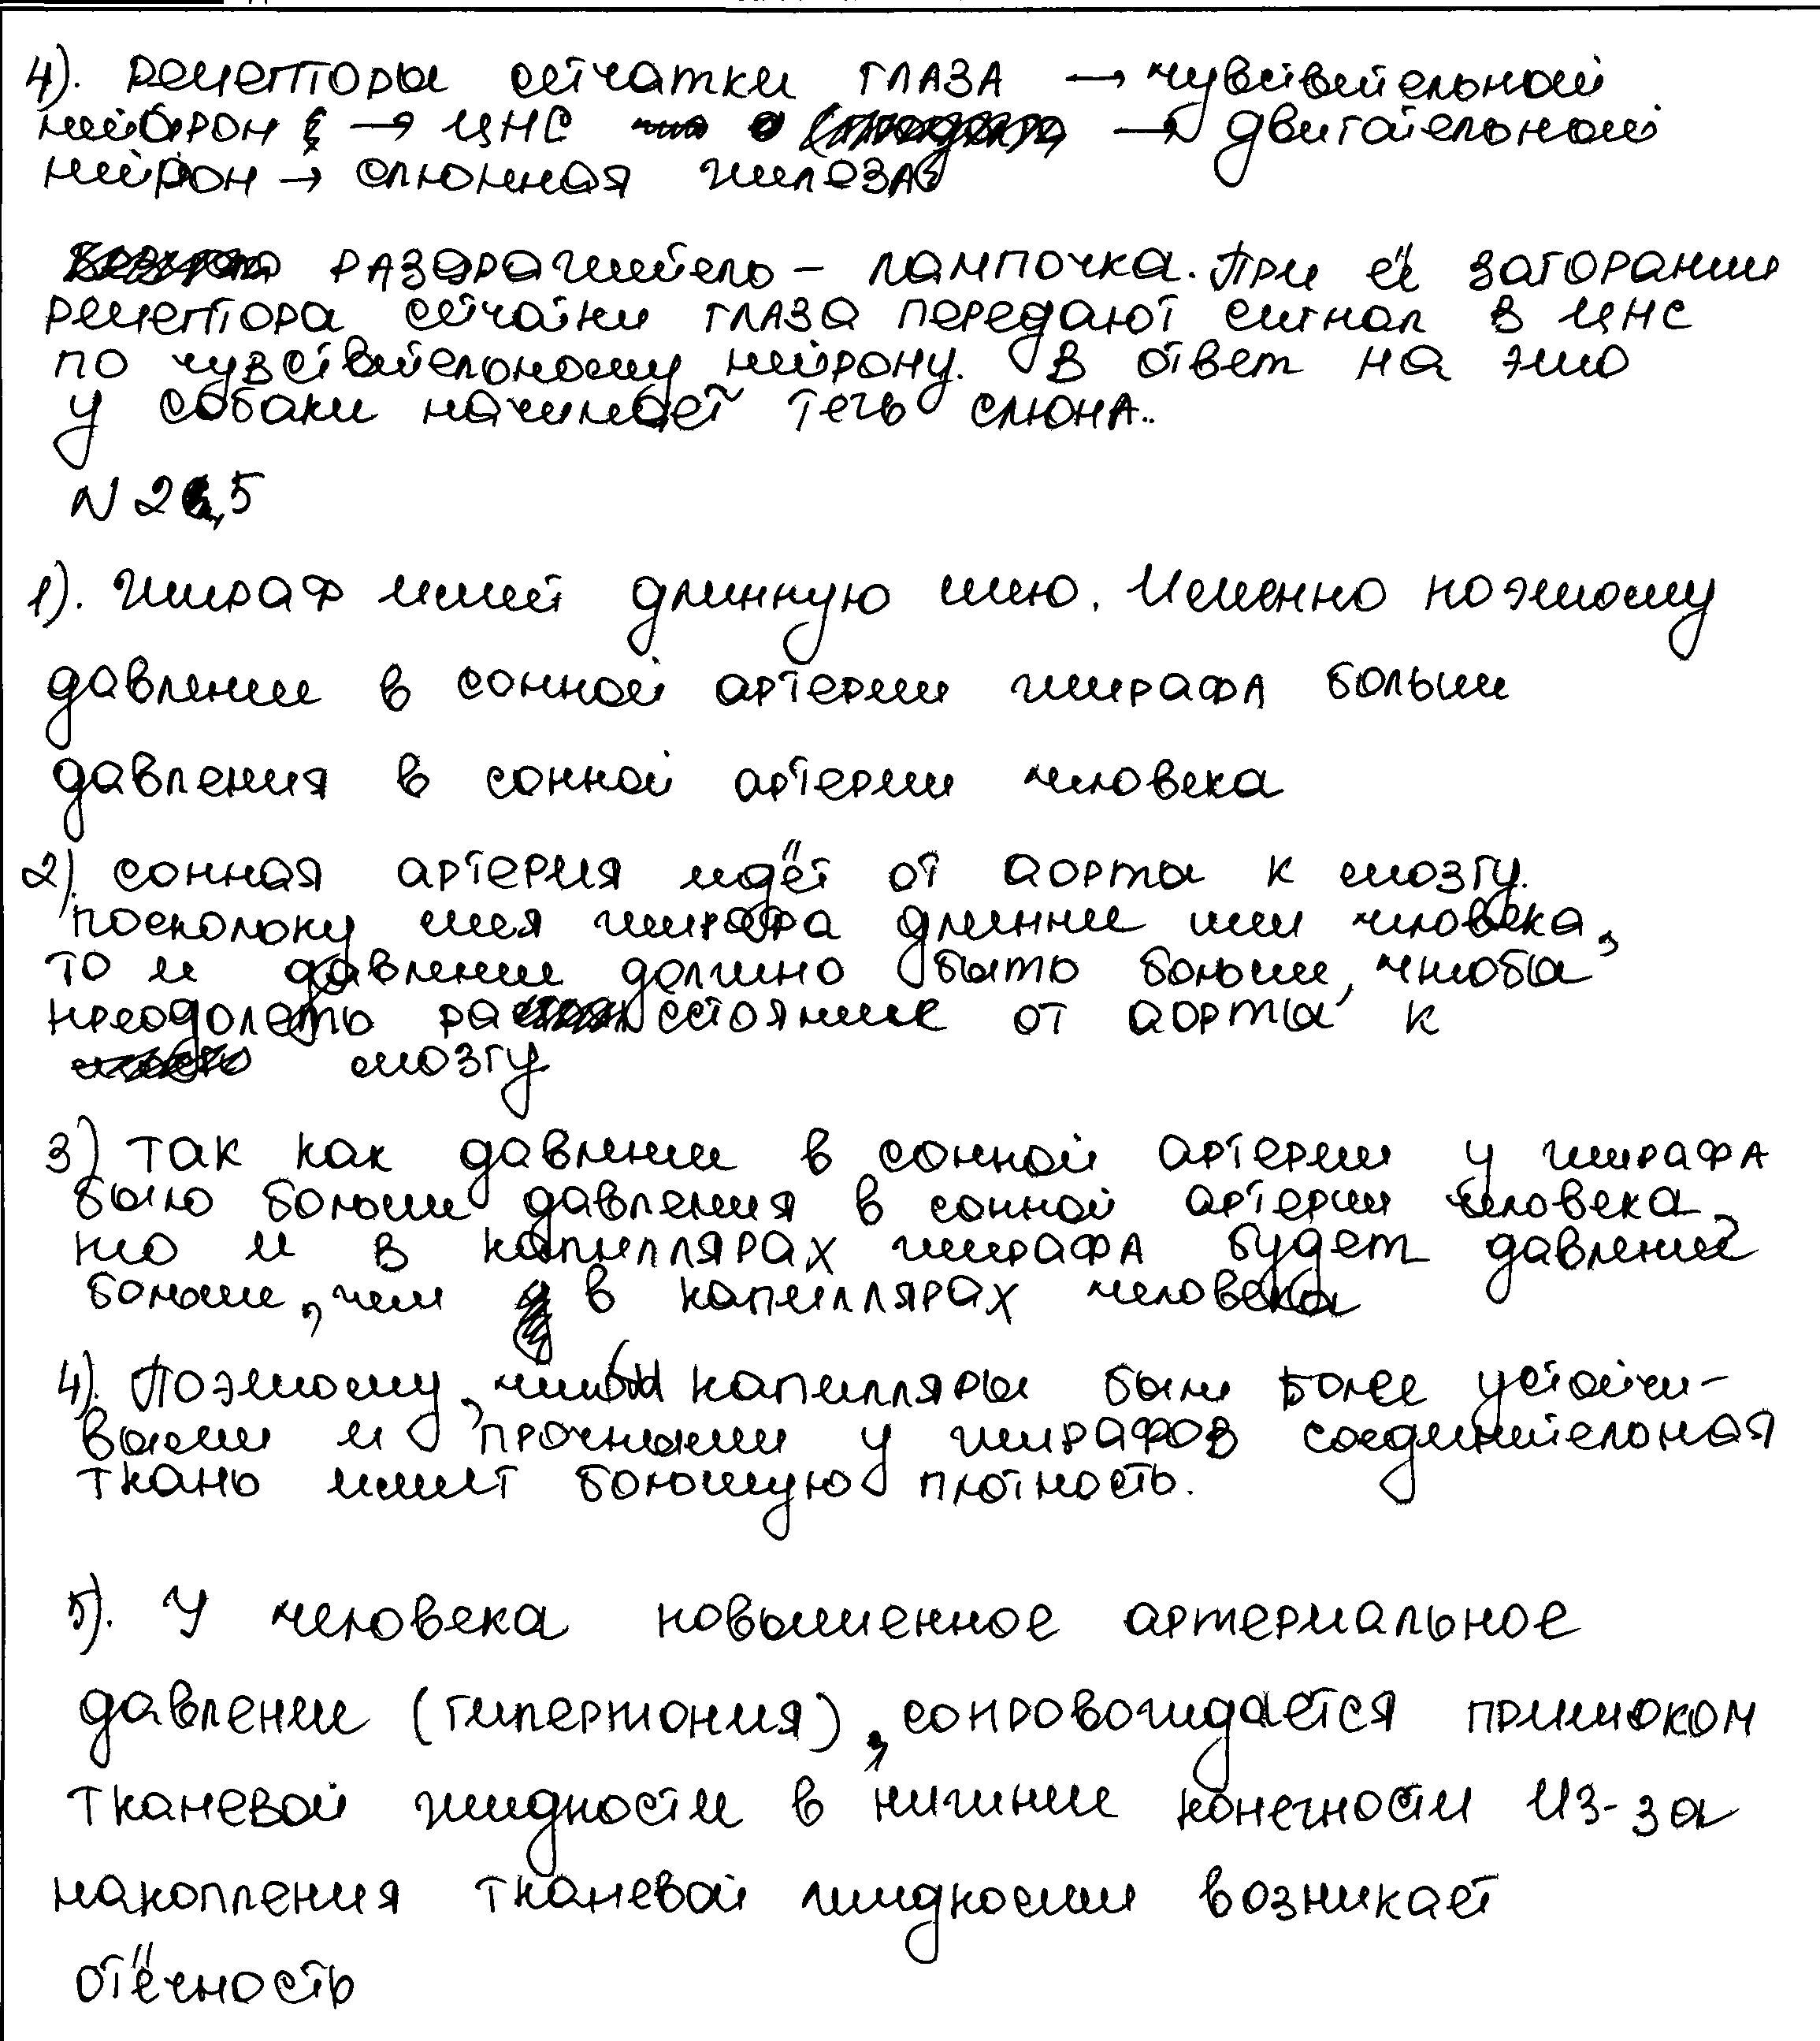 4). рецепторы сетчатки глаза → чувствительный
нейрон → ЦНС → двигательный
нейрон → слюнная железа
раздражитель – лампочка. При её загорании
рецептора сетчатки глаза передают сигнал в ЦНС
по чувствительному нейрону. В ответ на это
у собаки начинает течь слюна..
N 2,5
1). Жираф имеет длинную шею. Именно поэтому
давление в сонной артерии жирафа больше
давления в сонной артерии человека
2) сонная артерия идёт от аорты к мозгу.
поскольку шея жирафа длиннее шеи человека,
то и давление должно быть больше, чтобы
преодолеть расстояние от аорты к
мозгу
3) Так как давление в сонной артерии у жирафа
было больше давления в сонной артерии человека,
то и в капиллярах жирафа будет давление
больше, чем в капиллярах человека
4). Поэтому, чтобы капилляры были более устойчи-
выми и прочными у жирафов соединительная
ткань имеет большую плотность.
5). У человека повышенное артериальное
давление (гипертония), сопровождается притоком
тканевой жидкости в нижние конечности Из-за
накопления тканевой жидкости возникает
отёчность